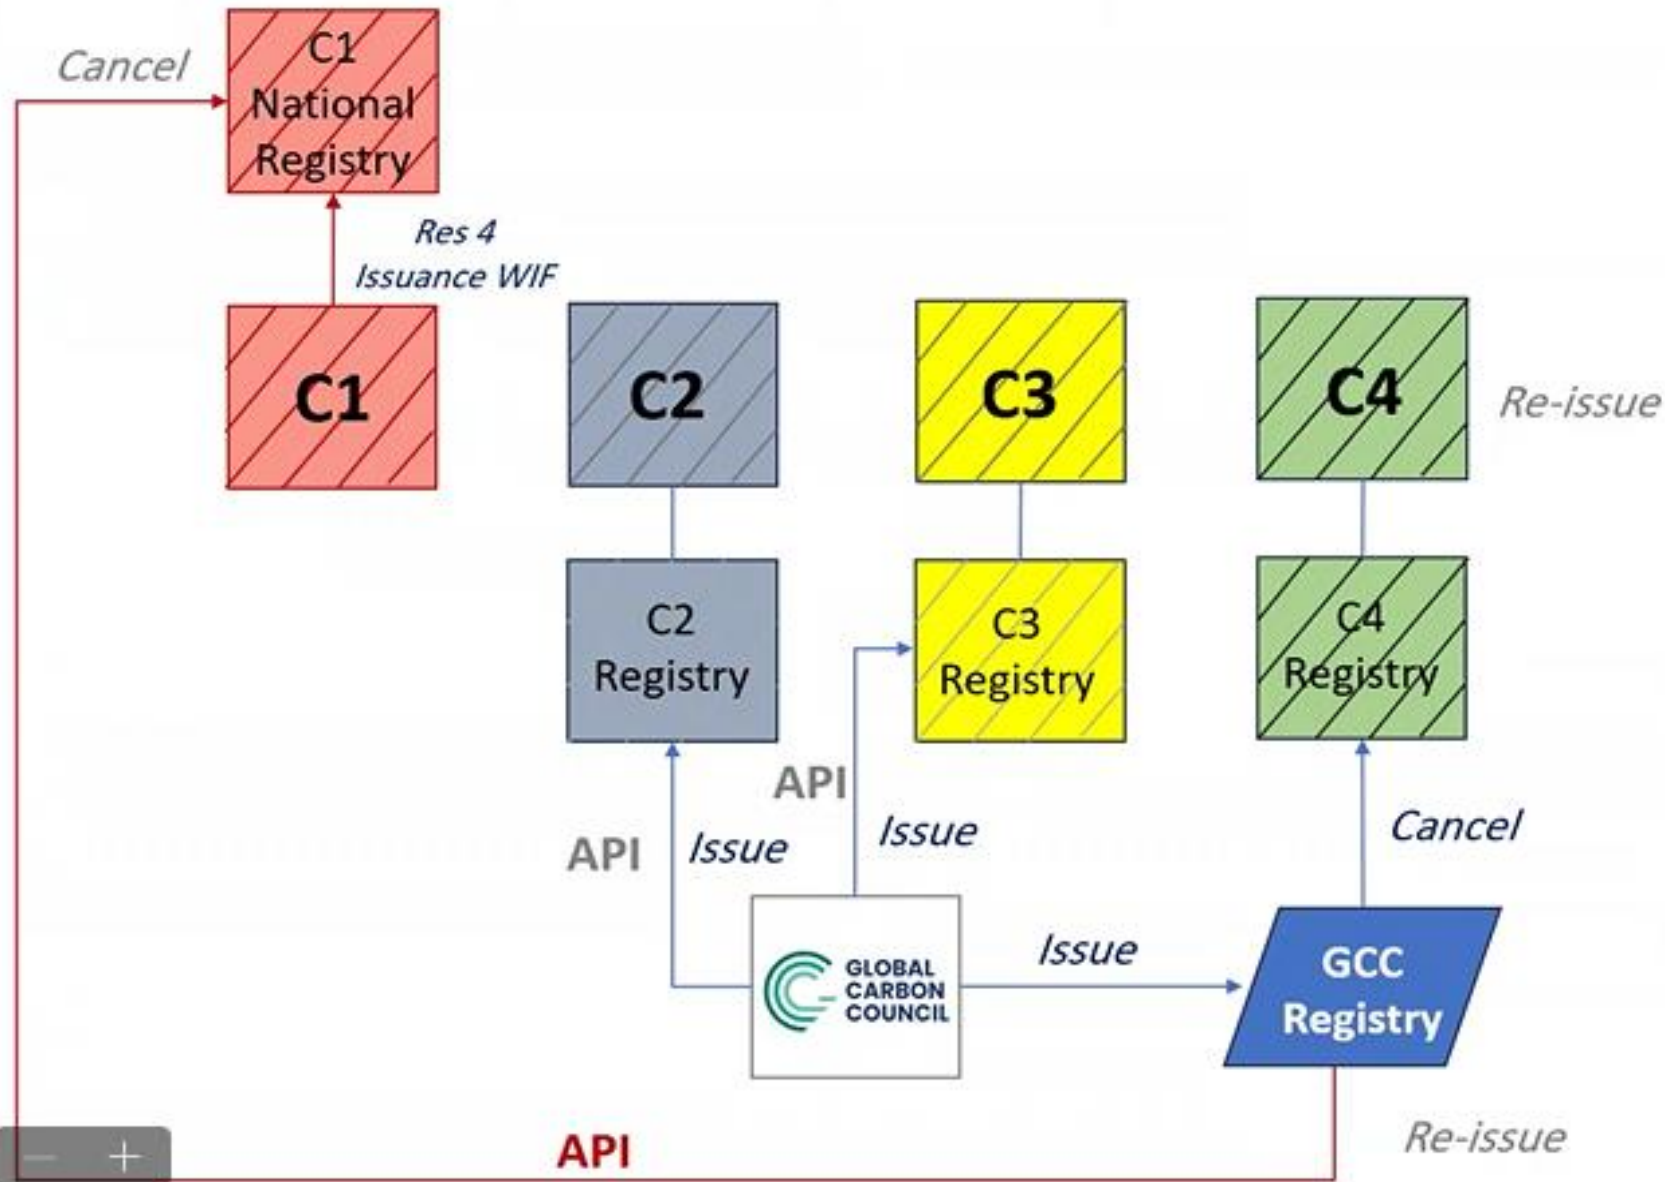 Cancel
C1
National
Registry
Res 4
Issuance WIF
C1
C2
C3
C4
Re-issue
C2
Registry
C3
Registry
C4
Registry
API
API
Issue
Issue
Cancel
GLOBAL
CARBON
COUNCIL
Issue
GCC
Registry
API
Re-issue